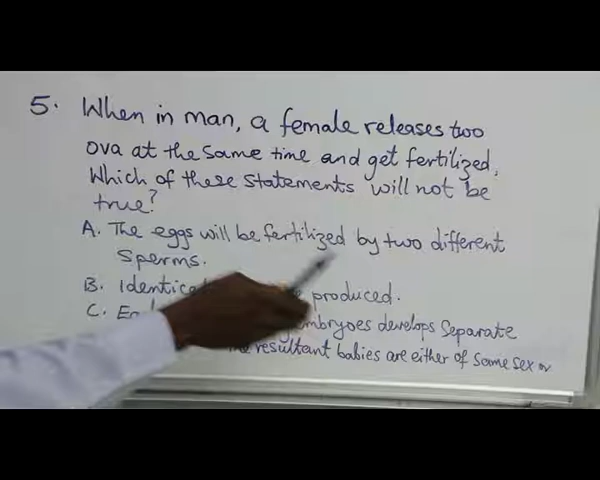 5. When in man, a female releases two
ova at the same time and get fertilized,
Which of these statements will not be
true?
A. The eggs will be fertilized by two different
Sperms.
B. produced.
C. embryoes develops Separate
resultant babies are either of same sex or